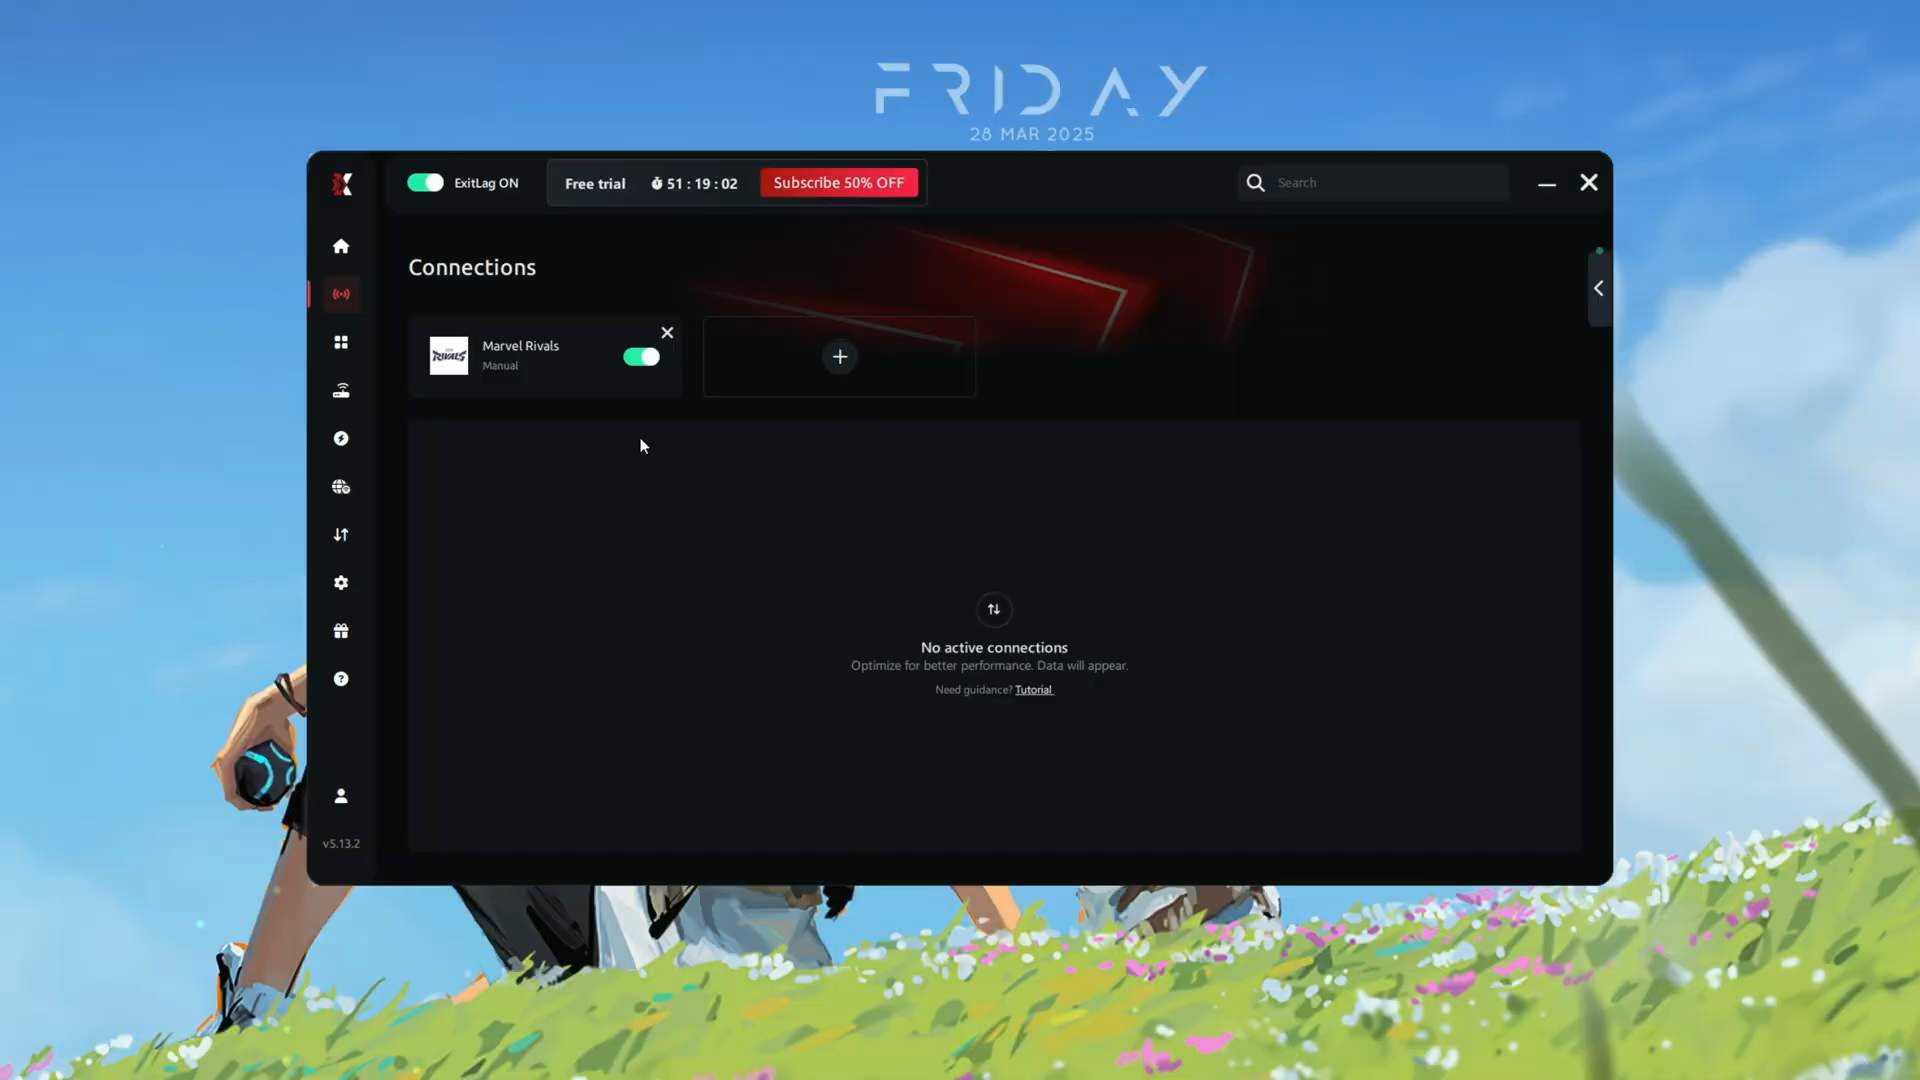 FRIDAY
28 MAR 2025
ExitLag ON
Free trial
51 : 19 : 02
Subscribe 50% OFF
Search
Connections
RIVALS
Marvel Rivals
Manual
No active connections
Optimize for better performance. Data will appear.
Need guidance? Tutorial
v5.13.2